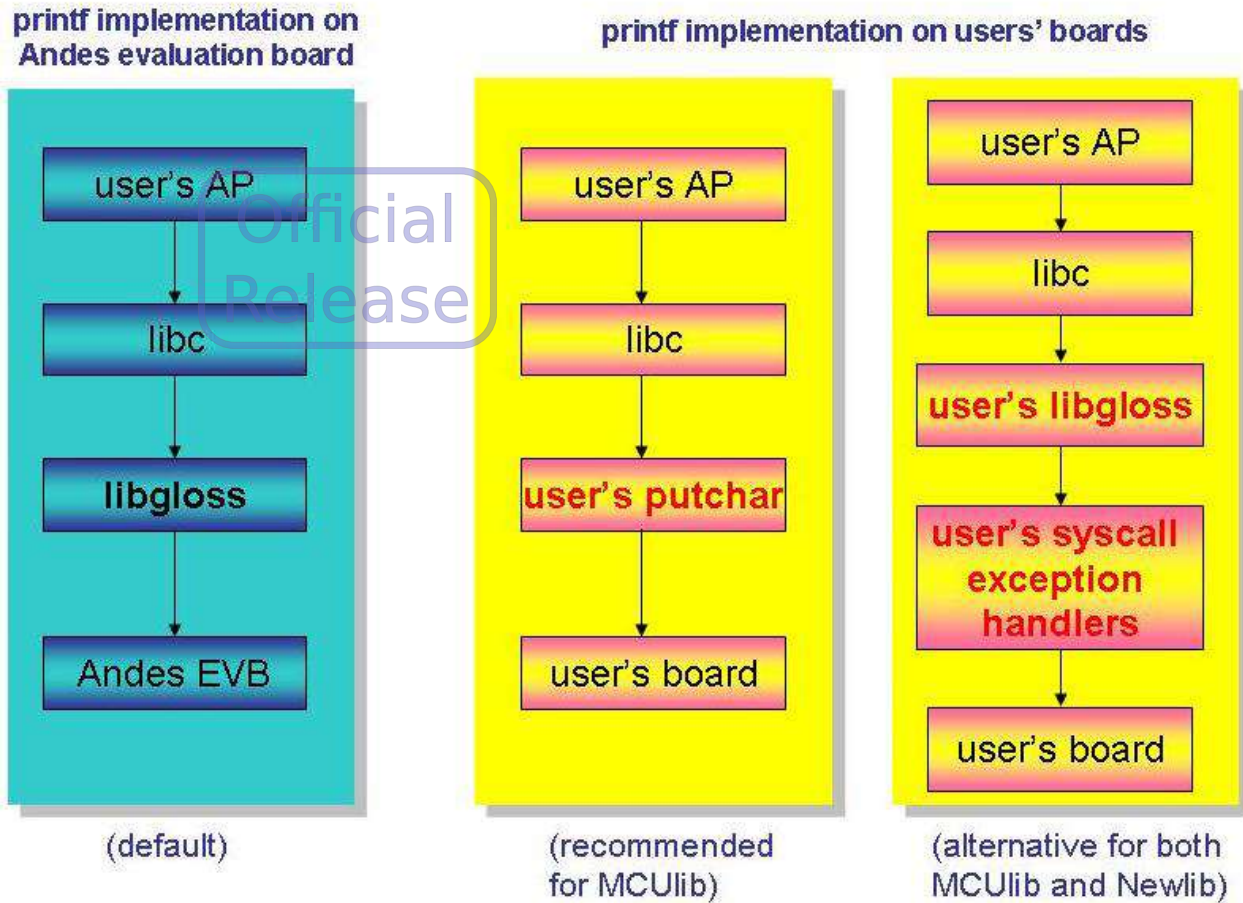 printf implementation on
Andes evaluation board
user's AP
libc
libgloss
Andes EVB
(default)
Official
Release
printf implementation on users' boards
user's AP
libc
user's putchar
user's board
(recommended
for MCUlib)
user's AP
libc
user's libgloss
user's syscall
exception
handlers
user's board
(alternative for both
MCUlib and Newlib)